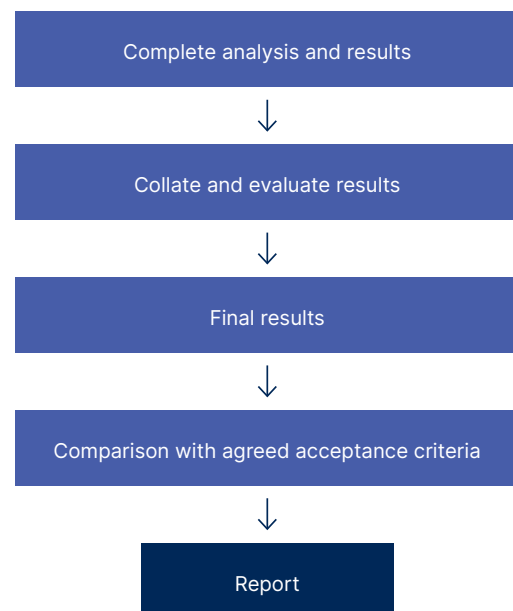 Complete analysis and results
Collate and evaluate results
Final results
Comparison with agreed acceptance criteria
Report